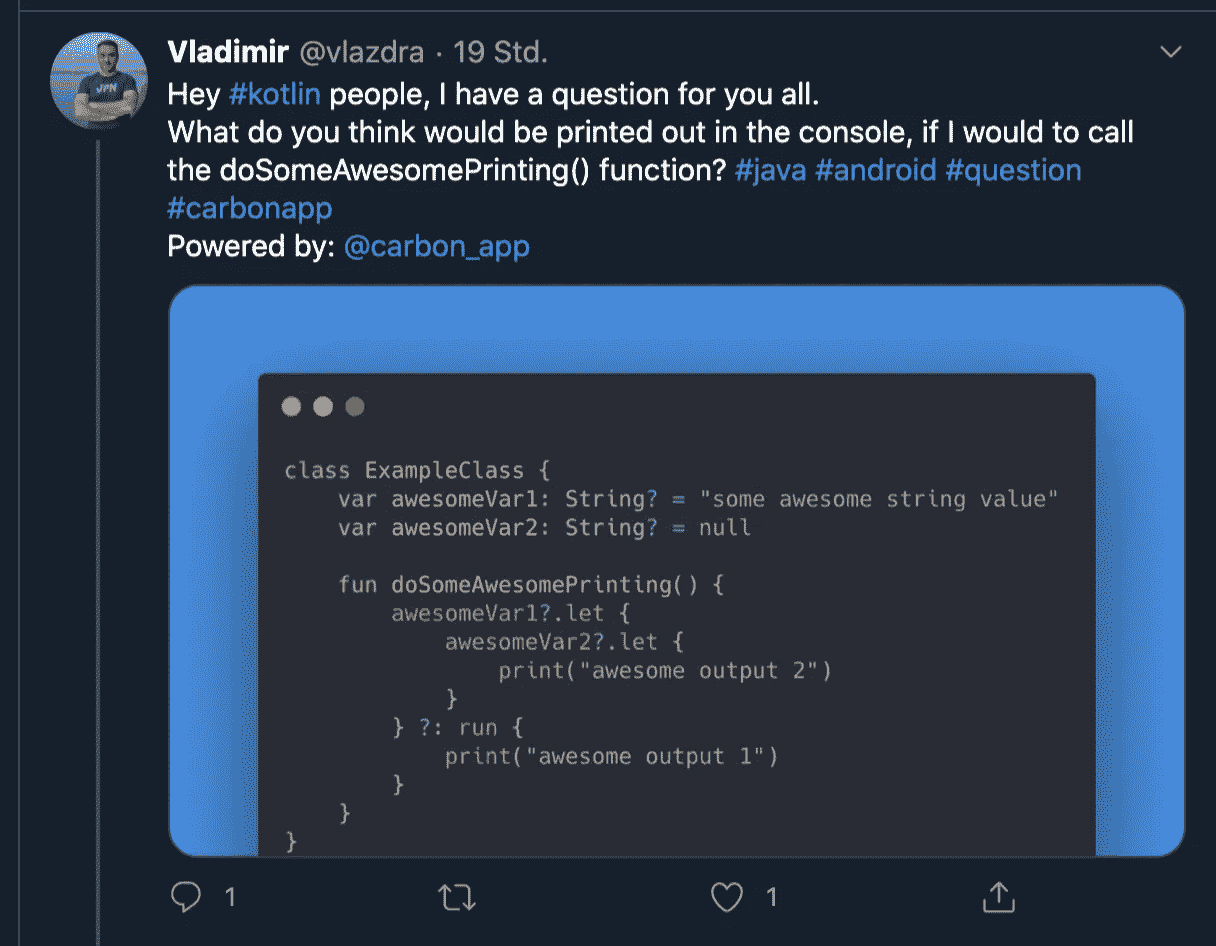 Vladimir @vlazdra · 19 Std.
Hey #kotlin people, I have a question for you all.
What do you think would be printed out in the console, if I would to call
the doSomeAwesomePrinting() function? #java #android #question
#carbonapp
Powered by: @carbon_app
JPN
class ExampleClass {
    var awesomeVar1: String? = "some awesome string value"
    var awesomeVar2: String? = null

    fun doSomeAwesomePrinting() {
        awesomeVar1?.let {
            awesomeVar2?.let {
                print("awesome output 2")
            }
        } ?: run {
            print("awesome output 1")
        }
    }
}
1 1